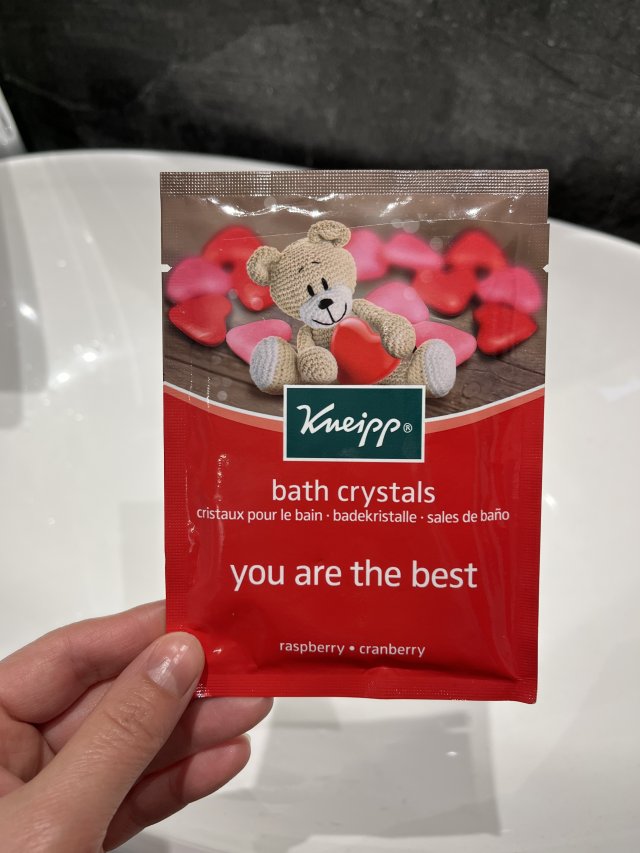 Kneipp®
bath crystals
cristaux pour le bain · badekristalle · sales de baño
you are the best
raspberry • cranberry